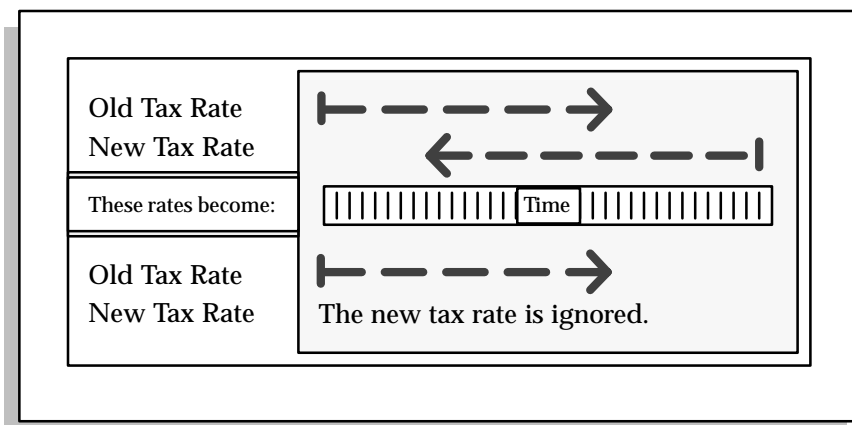 Old Tax Rate
New Tax Rate
These rates become:
Time
Old Tax Rate
New Tax Rate
The new tax rate is ignored.